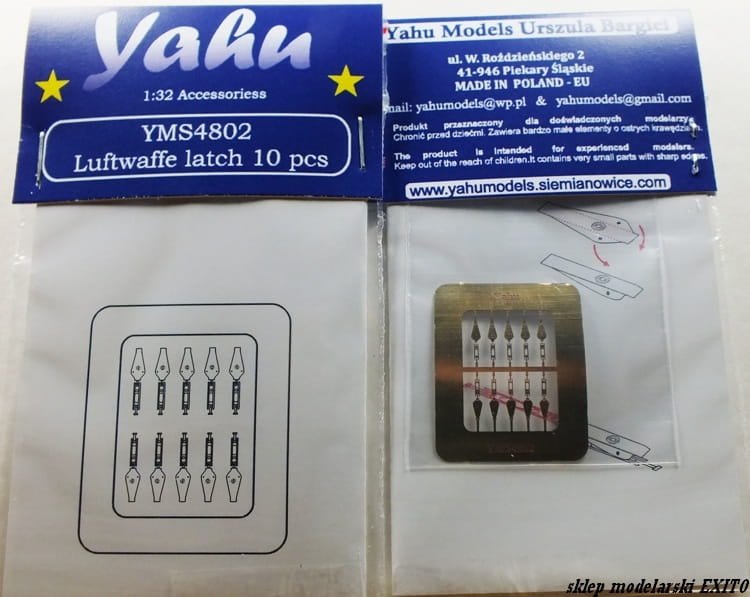 Yahu
1:32 Accessoriess
YMS4802
Luftwaffe latch 10 pcs
Yahu Models Urszula Bargiel
ul. W. Roździeńskiego 2
41-946 Piekary Śląskie
MADE IN POLAND - EU
mail: yahumodels@wp.pl & yahumodels@gmail.com
Produkt przeznaczony dla doświadczonych modelarzy.
Chronić przed dziećmi. Zawiera bardzo małe elementy o ostrych krawędziach.
The product is intended for experienced modelers.
Keep out of the reach of children.It contains very small parts with sharp edges.
www.yahumodels.siemianowice.com
Yahu
YMS4802
sklep modelarski EXITO